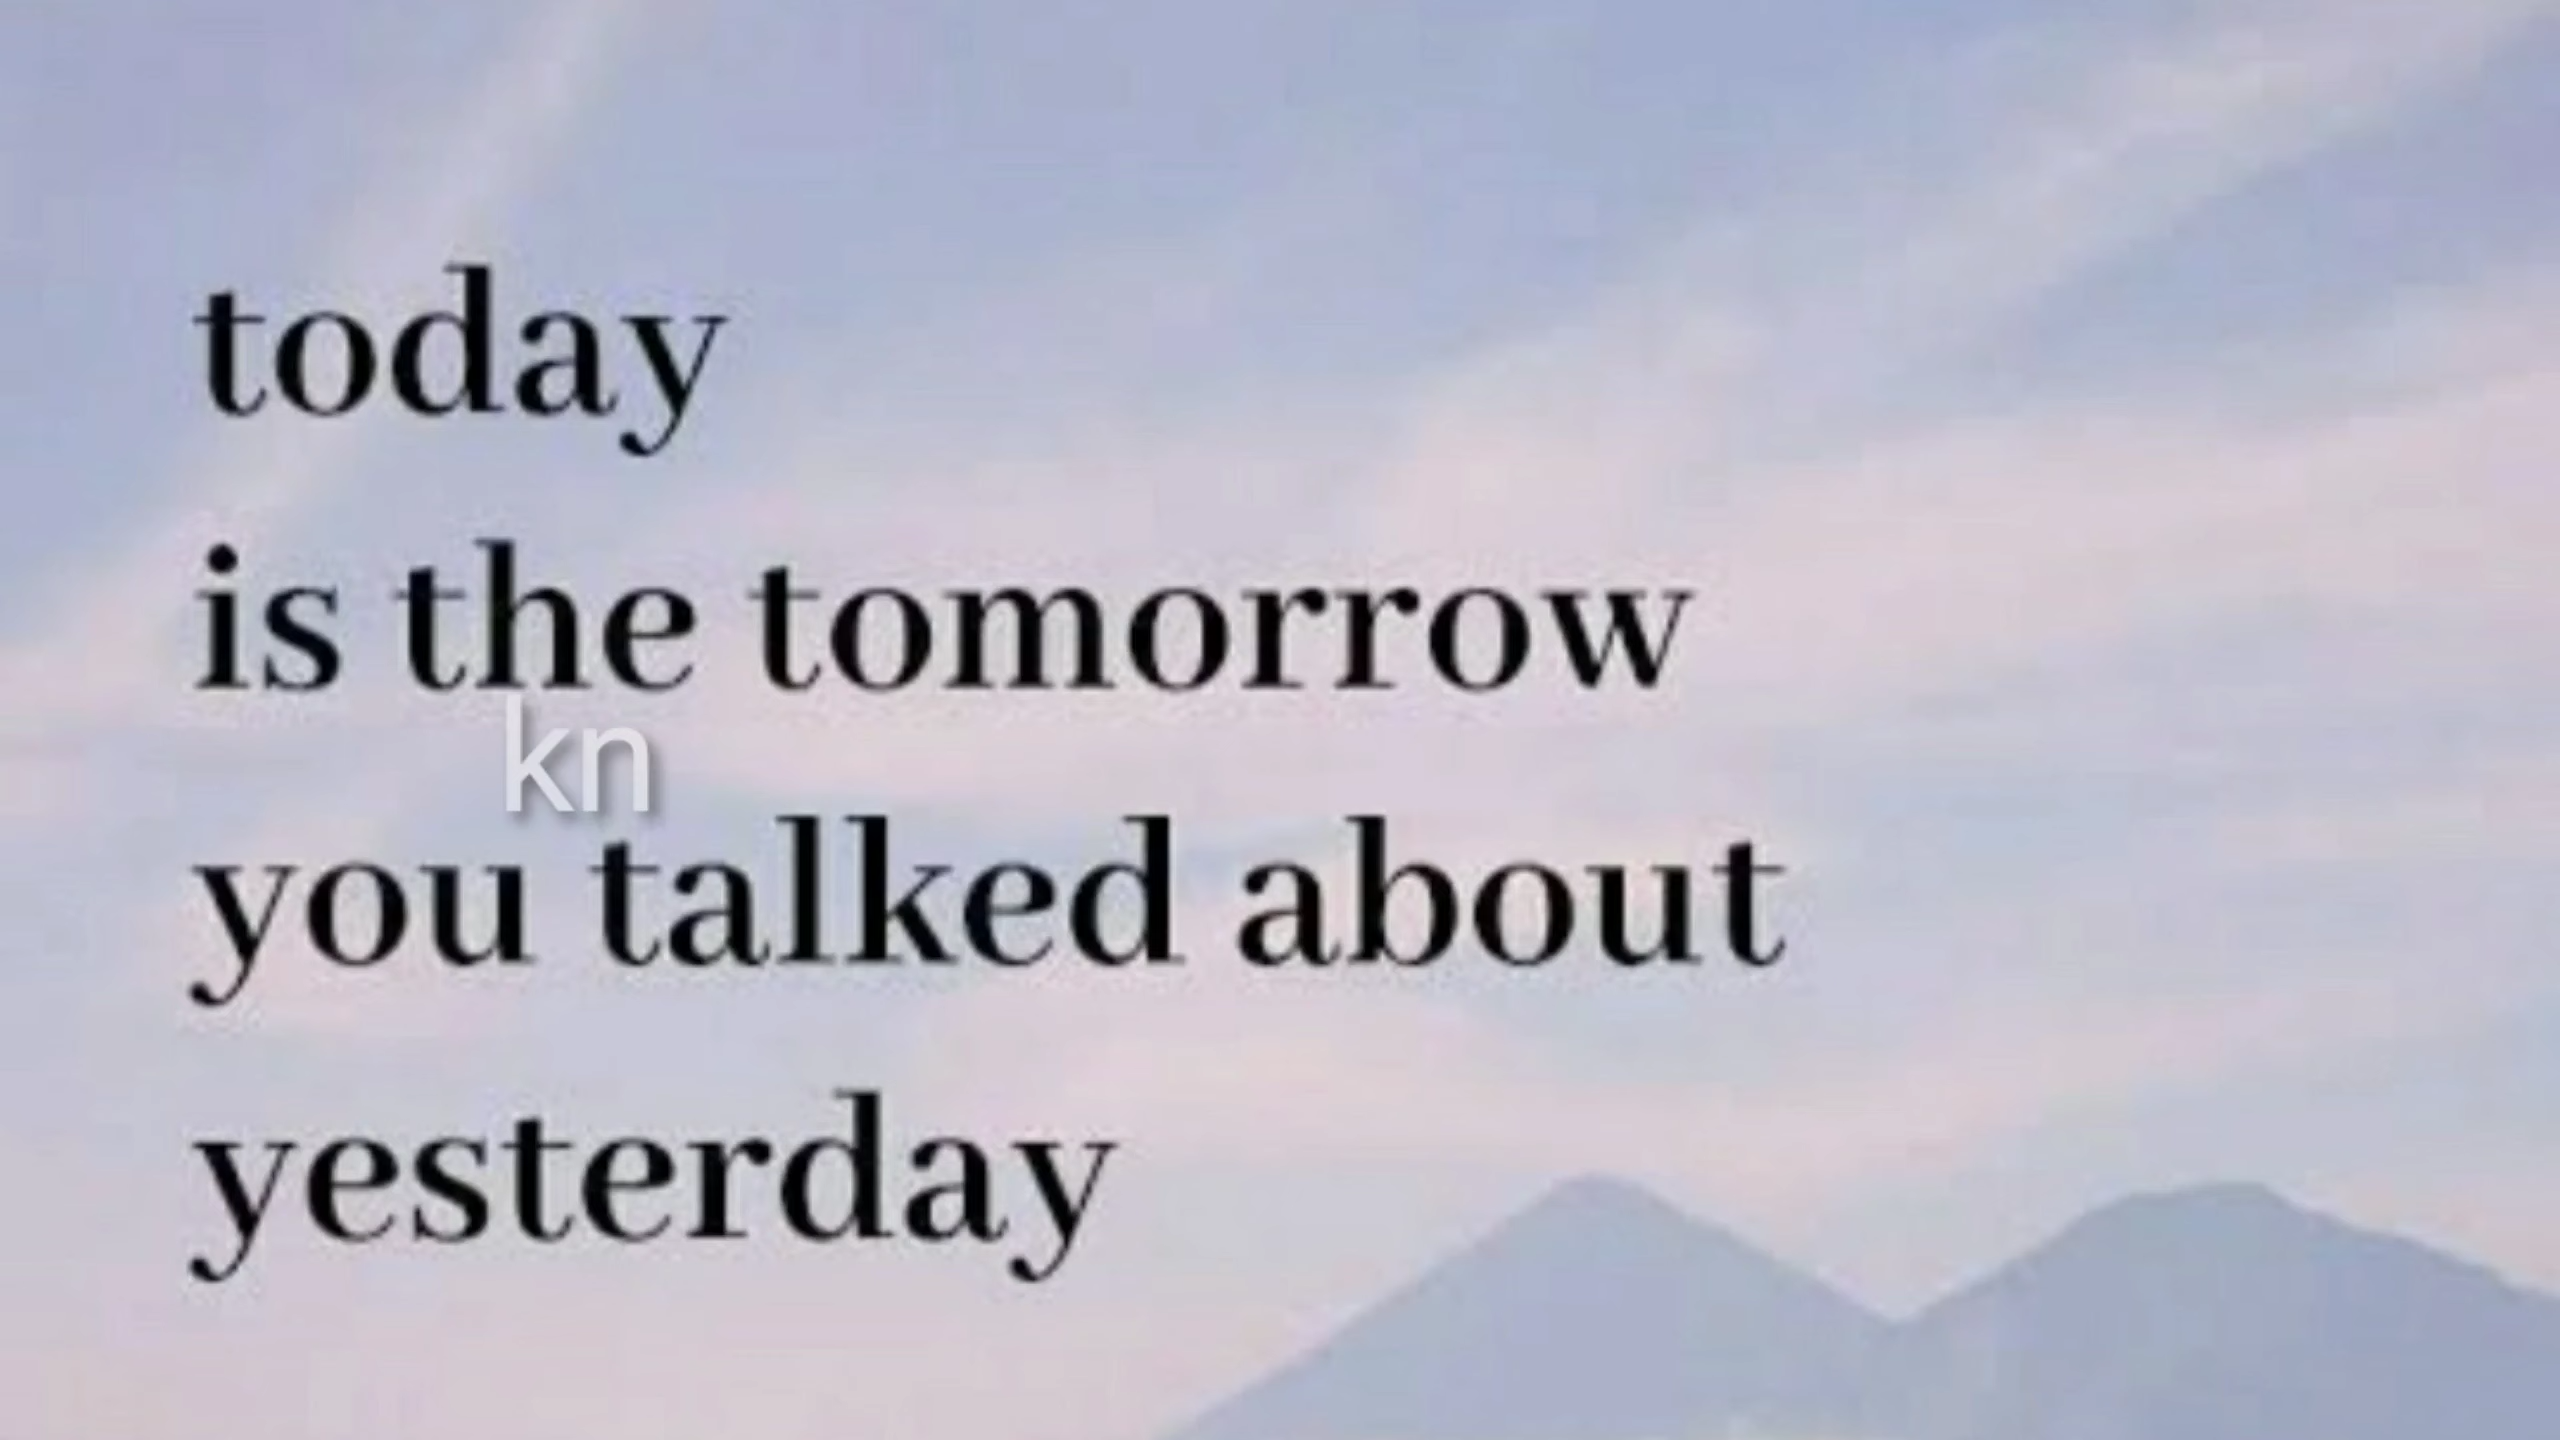 today
is the tomorrow
kn
you talked about
yesterday